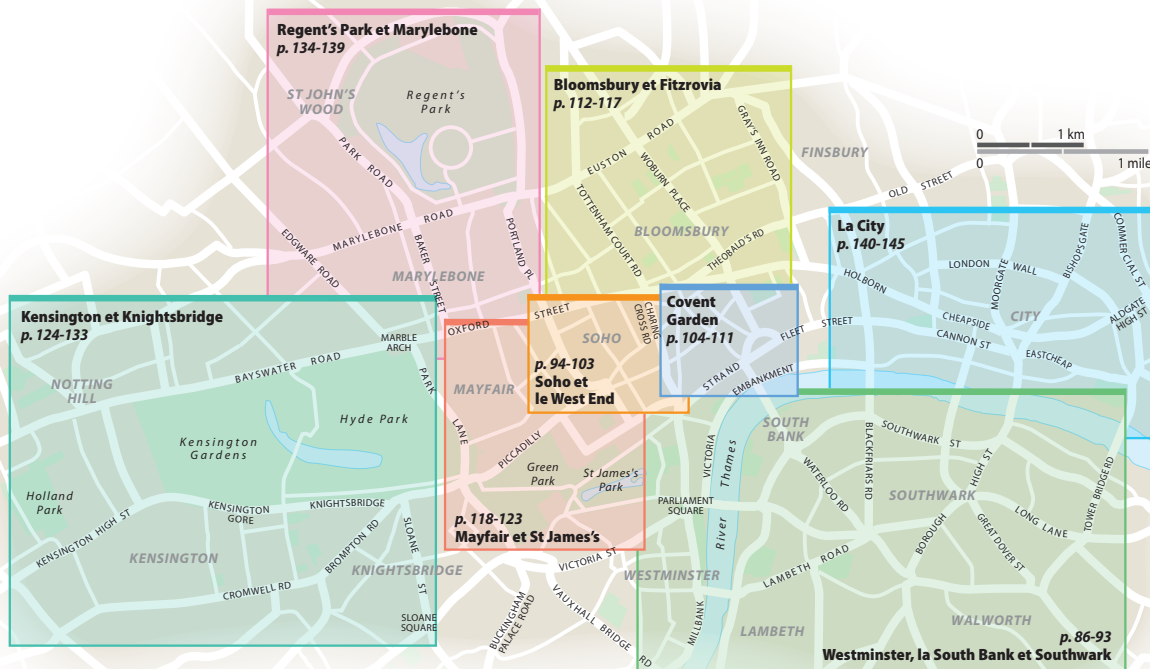 Regent's Park et Marylebone
p. 134-139
ST JOHN'S
WOOD
Regent's
Park
PARK ROAD
MARYLEBONE ROAD
EDGWARE ROAD
BAKER STREET
PORTLAND PL
MARYLEBONE
Bloomsbury et Fitzrovia
p. 112-117
EUSTON ROAD
GRAY'S INN ROAD
WOBURN PLACE
TOTTENHAM COURT RD
BLOOMSBURY
THEOBALD'S RD
FINSBURY
0 1 km
0 1 mile
OLD STREET
La City
p. 140-145
HOLBORN
LONDON WALL
MOORGATE
BISHOPSGATE
COMMERCIAL ST
CHEAPSIDE
CITY
ALDGATE
HIGH ST
CANNON ST
EASTCHEAP
Kensington et Knightsbridge
p. 124-133
MARBLE
ARCH
BAYSWATER ROAD
NOTTING
HILL
PARK LANE
Hyde Park
Kensington
Gardens
Holland
Park
KENSINGTON HIGH ST
KENSINGTON
GORE
KNIGHTSBRIDGE
KENSINGTON
BROMPTON RD
SLOANE ST
KNIGHTSBRIDGE
CROMWELL RD
SLOANE
SQUARE
OXFORD STREET
MAYFAIR
PICCADILLY
Green
Park
St James's
Park
p. 118-123
Mayfair et St James's
SOHO
CHARING
CROSS RD
p. 94-103
Soho et
le West End
Covent
Garden
p. 104-111
FLEET STREET
STRAND
EMBANKMENT
VICTORIA
River Thames
PARLIAMENT
SQUARE
VICTORIA ST
WESTMINSTER
BUCKINGHAM
PALACE ROAD
VAUXHALL BRIDGE RD
MILLBANK
SOUTH
BANK
BLACKFRIARS RD
SOUTHWARK ST
WATERLOO RD
SOUTHWARK
BOROUGH HIGH ST
LONG LANE
TOWER BRIDGE RD
GREAT DOVER ST
LAMBETH ROAD
LAMBETH
WALWORTH
p. 86-93
Westminster, la South Bank et Southwark